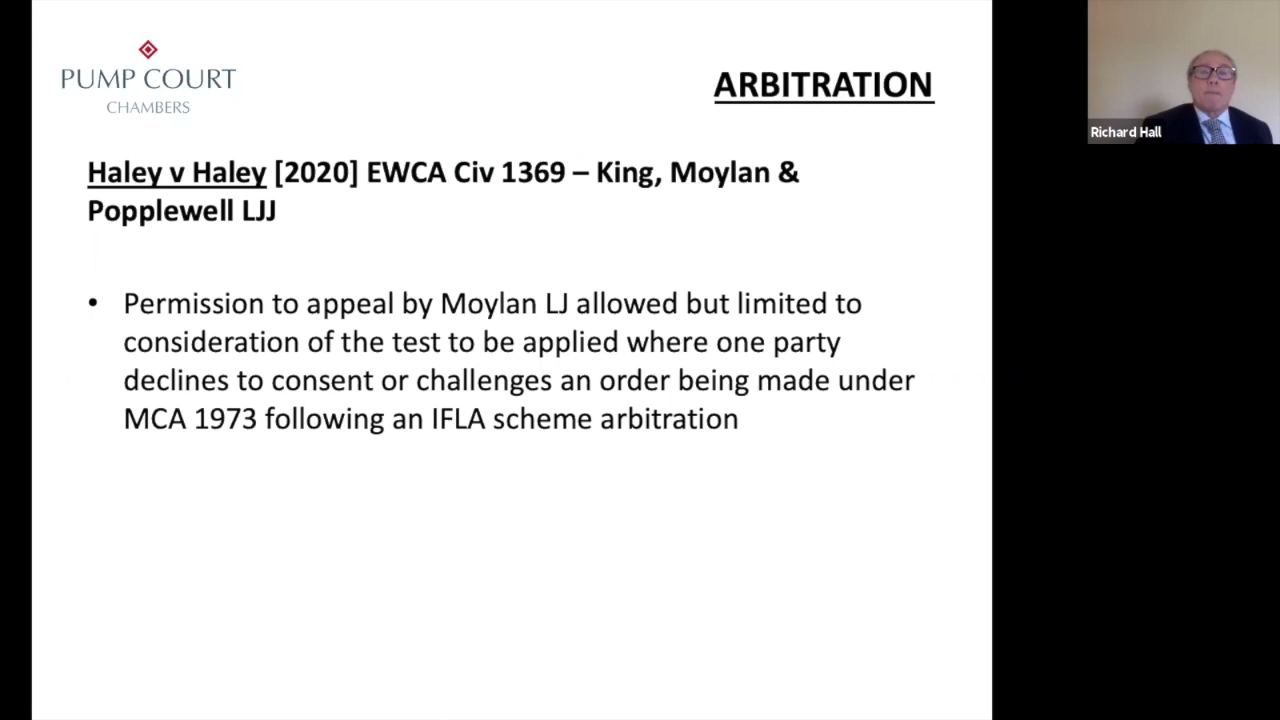 PUMP COURT
CHAMBERS
ARBITRATION
Richard Hall
Haley v Haley [2020] EWCA Civ 1369 – King, Moylan &
Popplewell LJJ
• Permission to appeal by Moylan LJ allowed but limited to
consideration of the test to be applied where one party
declines to consent or challenges an order being made under
MCA 1973 following an IFLA scheme arbitration